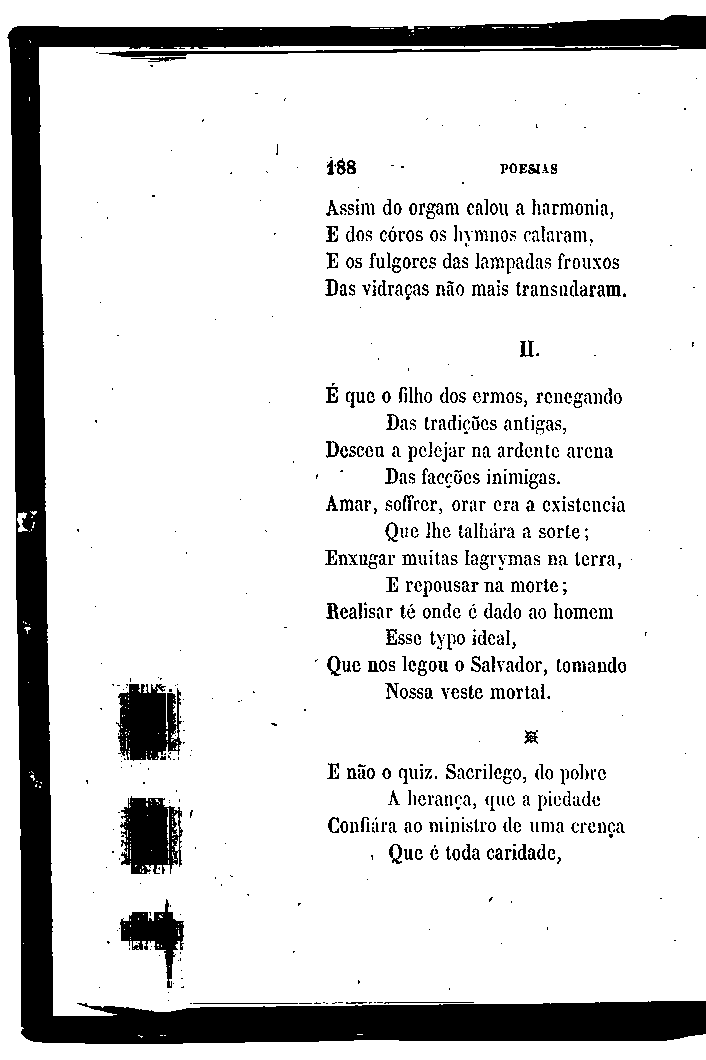 188 POESIAS
Assim do orgam calou a harmonia,
E dos córos os hymnos calaram,
E os fulgores das lampadas frouxos
Das vidraças não mais transudaram.
II.
É que o filho dos ermos, renegando
Das tradições antigas,
Desceu a pelejar na ardente arena
Das facções inimigas.
Amar, soffrer, orar era a existencia
Que lhe talhára a sorte;
Enxugar muitas lagrymas na terra,
E repousar na morte;
Realisar té onde é dado ao homem
Esse typo ideal,
Que nos legou o Salvador, tomando
Nossa veste mortal.
E não o quiz. Sacrilego, do pobre
A herança, que a piedade
Confiára ao ministro de uma crença
Que é toda caridade,